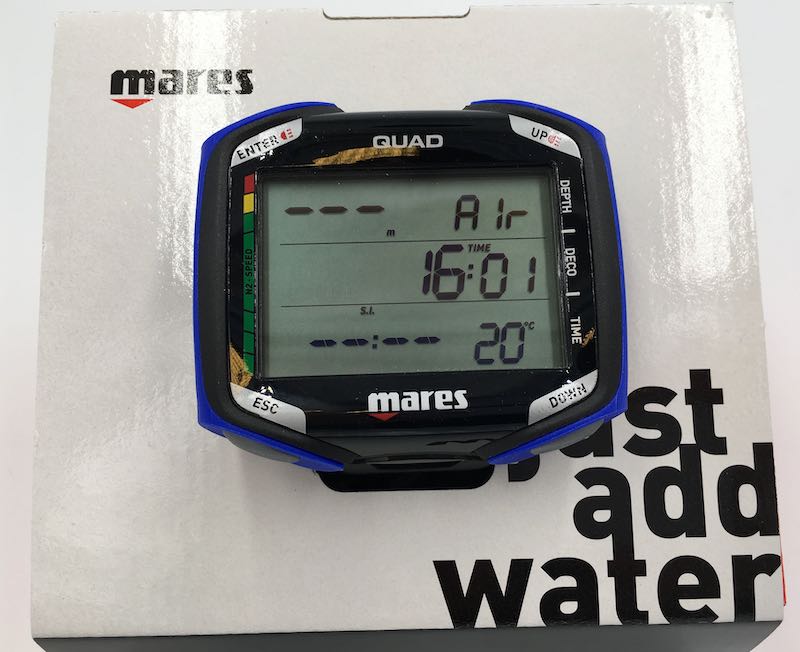 mares
QUAD
ENTER
UP
--- m AIr
DEPTH
DECO
TIME
N2 SPEED
TIME
16:01
S.I.
--:-- 20°C
ESC
mares
DOWN
just
add
water